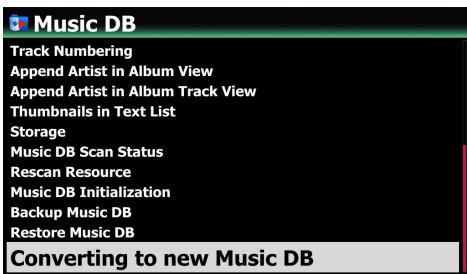 Music DB
Track Numbering
Append Artist in Album View
Append Artist in Album Track View
Thumbnails in Text List
Storage
Music DB Scan Status
Rescan Resource
Music DB Initialization
Backup Music DB
Restore Music DB
Converting to new Music DB